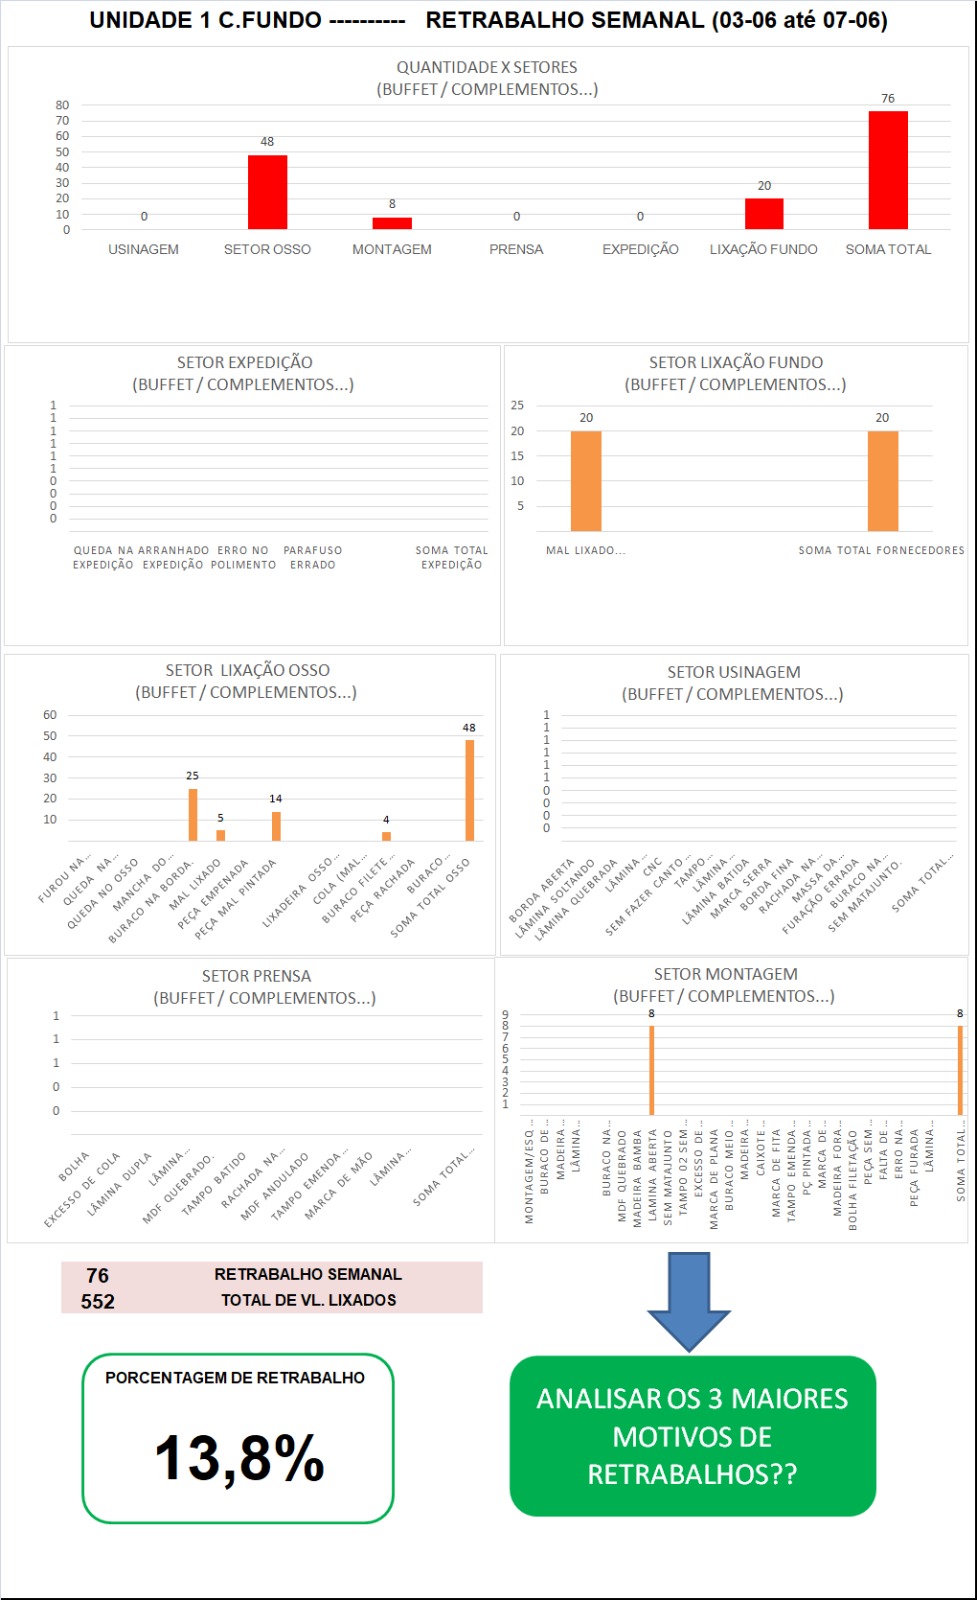 UNIDADE 1 C.FUNDO ---------- RETRABALHO SEMANAL (03-06 até 07-06)
QUANTIDADE X SETORES
(BUFFET / COMPLEMENTOS...)
80
70
60
50
40
30
20
10
0
0
48
8
0
0
20
76
USINAGEM
SETOR OSSO
MONTAGEM
PRENSA
EXPEDIÇÃO
LIXAÇÃO FUNDO
SOMA TOTAL
SETOR EXPEDIÇÃO
(BUFFET / COMPLEMENTOS...)
1
1
1
1
1
1
0
0
0
0
QUEDA NA EXPEDIÇÃO
ARRANHADO EXPEDIÇÃO
ERRO NO POLIMENTO
PARAFUSO ERRADO
SOMA TOTAL EXPEDIÇÃO
SETOR LIXAÇÃO FUNDO
(BUFFET / COMPLEMENTOS...)
25
20
15
10
5
20
20
MAL LIXADO...
SOMA TOTAL FORNECEDORES
SETOR LIXAÇÃO OSSO
(BUFFET / COMPLEMENTOS...)
60
50
40
30
20
10
25
5
14
4
48
FUROU NA...
QUEDA NA...
QUEDA NO OSSO
MANCHA DO...
BURACO NA BORDA.
MAL LIXADO
PEÇA EMPENADA
PEÇA MAL PINTADA
LIXADEIRA OSSO...
COLA (MAL...
BURACO FILETE...
PEÇA RACHADA
BURACO...
SOMA TOTAL OSSO
SETOR USINAGEM
(BUFFET / COMPLEMENTOS...)
1
1
1
1
1
1
0
0
0
0
BORDA ABERTA
LÂMINA SOLTANDO
LÂMINA QUEBRADA
LÂMINA...
CNC
SEM FAZER CANTO...
TAMPO...
LÂMINA...
LÂMINA BATIDA
MARCA SERRA
BORDA FINA
RACHADA NA...
MASSA DA...
FURAÇÃO ERRADA
BURACO NA...
SEM MATAJUNTO.
SOMA TOTAL...
SETOR PRENSA
(BUFFET / COMPLEMENTOS...)
1
1
1
0
0
BOLHA
EXCESSO DE COLA
LÂMINA DUPLA
LÂMINA...
MDF QUEBRADO.
TAMPO BATIDO
RACHADA NA...
MDF ANDULADO
TAMPO EMENDA...
MARCA DE MÃO
LÂMINA...
SOMA TOTAL...
SETOR MONTAGEM
(BUFFET / COMPLEMENTOS...)
9
8
7
6
5
4
3
2
1
8
8
MONTAGEM/ESQ...
BURACO DE...
MADEIRA...
LÂMINA...
BURACO NA...
MDF QUEBRADO
MADEIRA BAMBA
LAMINA ABERTA
SEM MATAJUNTO
TAMPO 02 SEM...
EXCESSO DE...
MARCA DE PLANA
BURACO MEIO...
MADEIRA...
CAIXOTE...
MARCA DE FITA
TAMPO EMENDA...
PÇ PINTADA...
MARCA DE...
MADEIRA FORA...
BOLHA FILETAÇÃO
PEÇA SEM...
FALTA DE...
ERRO NA...
PEÇA FURADA
LÂMINA...
SOMA TOTAL...
76 RETRABALHO SEMANAL
552 TOTAL DE VL. LIXADOS
PORCENTAGEM DE RETRABALHO
13,8%
ANALISAR OS 3 MAIORES
MOTIVOS DE
RETRABALHOS??